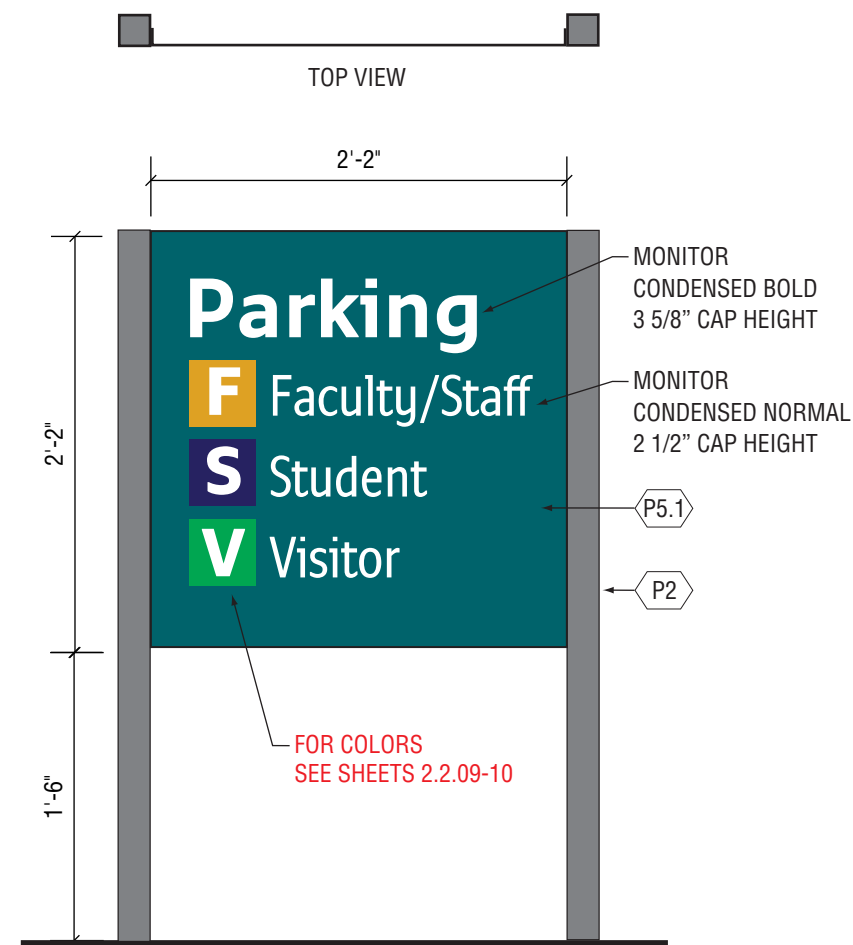 TOP VIEW
2'-2"
Parking
F Faculty/Staff
S Student
V Visitor
MONITOR
CONDENSED BOLD
3 5/8” CAP HEIGHT
MONITOR
CONDENSED NORMAL
2 1/2” CAP HEIGHT
2'-2"
P5.1
P2
FOR COLORS
SEE SHEETS 2.2.09-10
1'-6"